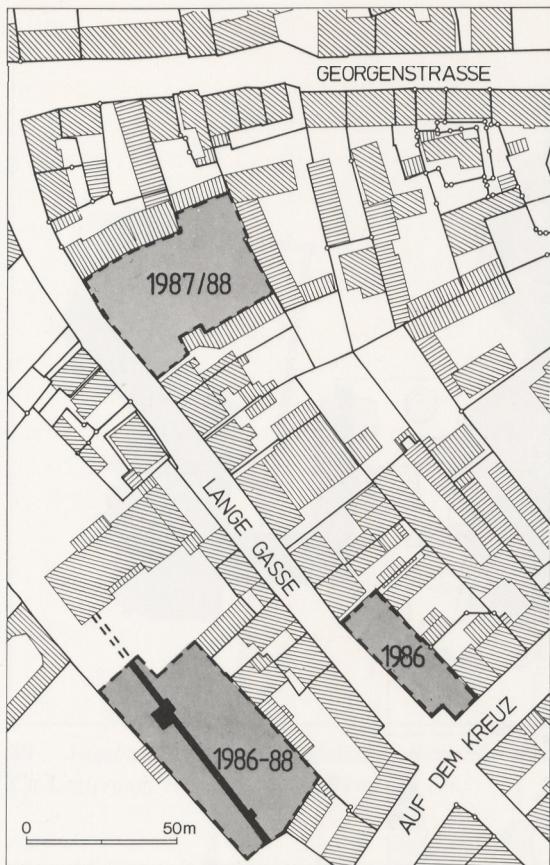 GEORGENSTRASSE
1987/88
LANGE GASSE
1986
1986-88
AUF DEM KREUZ
0 50m